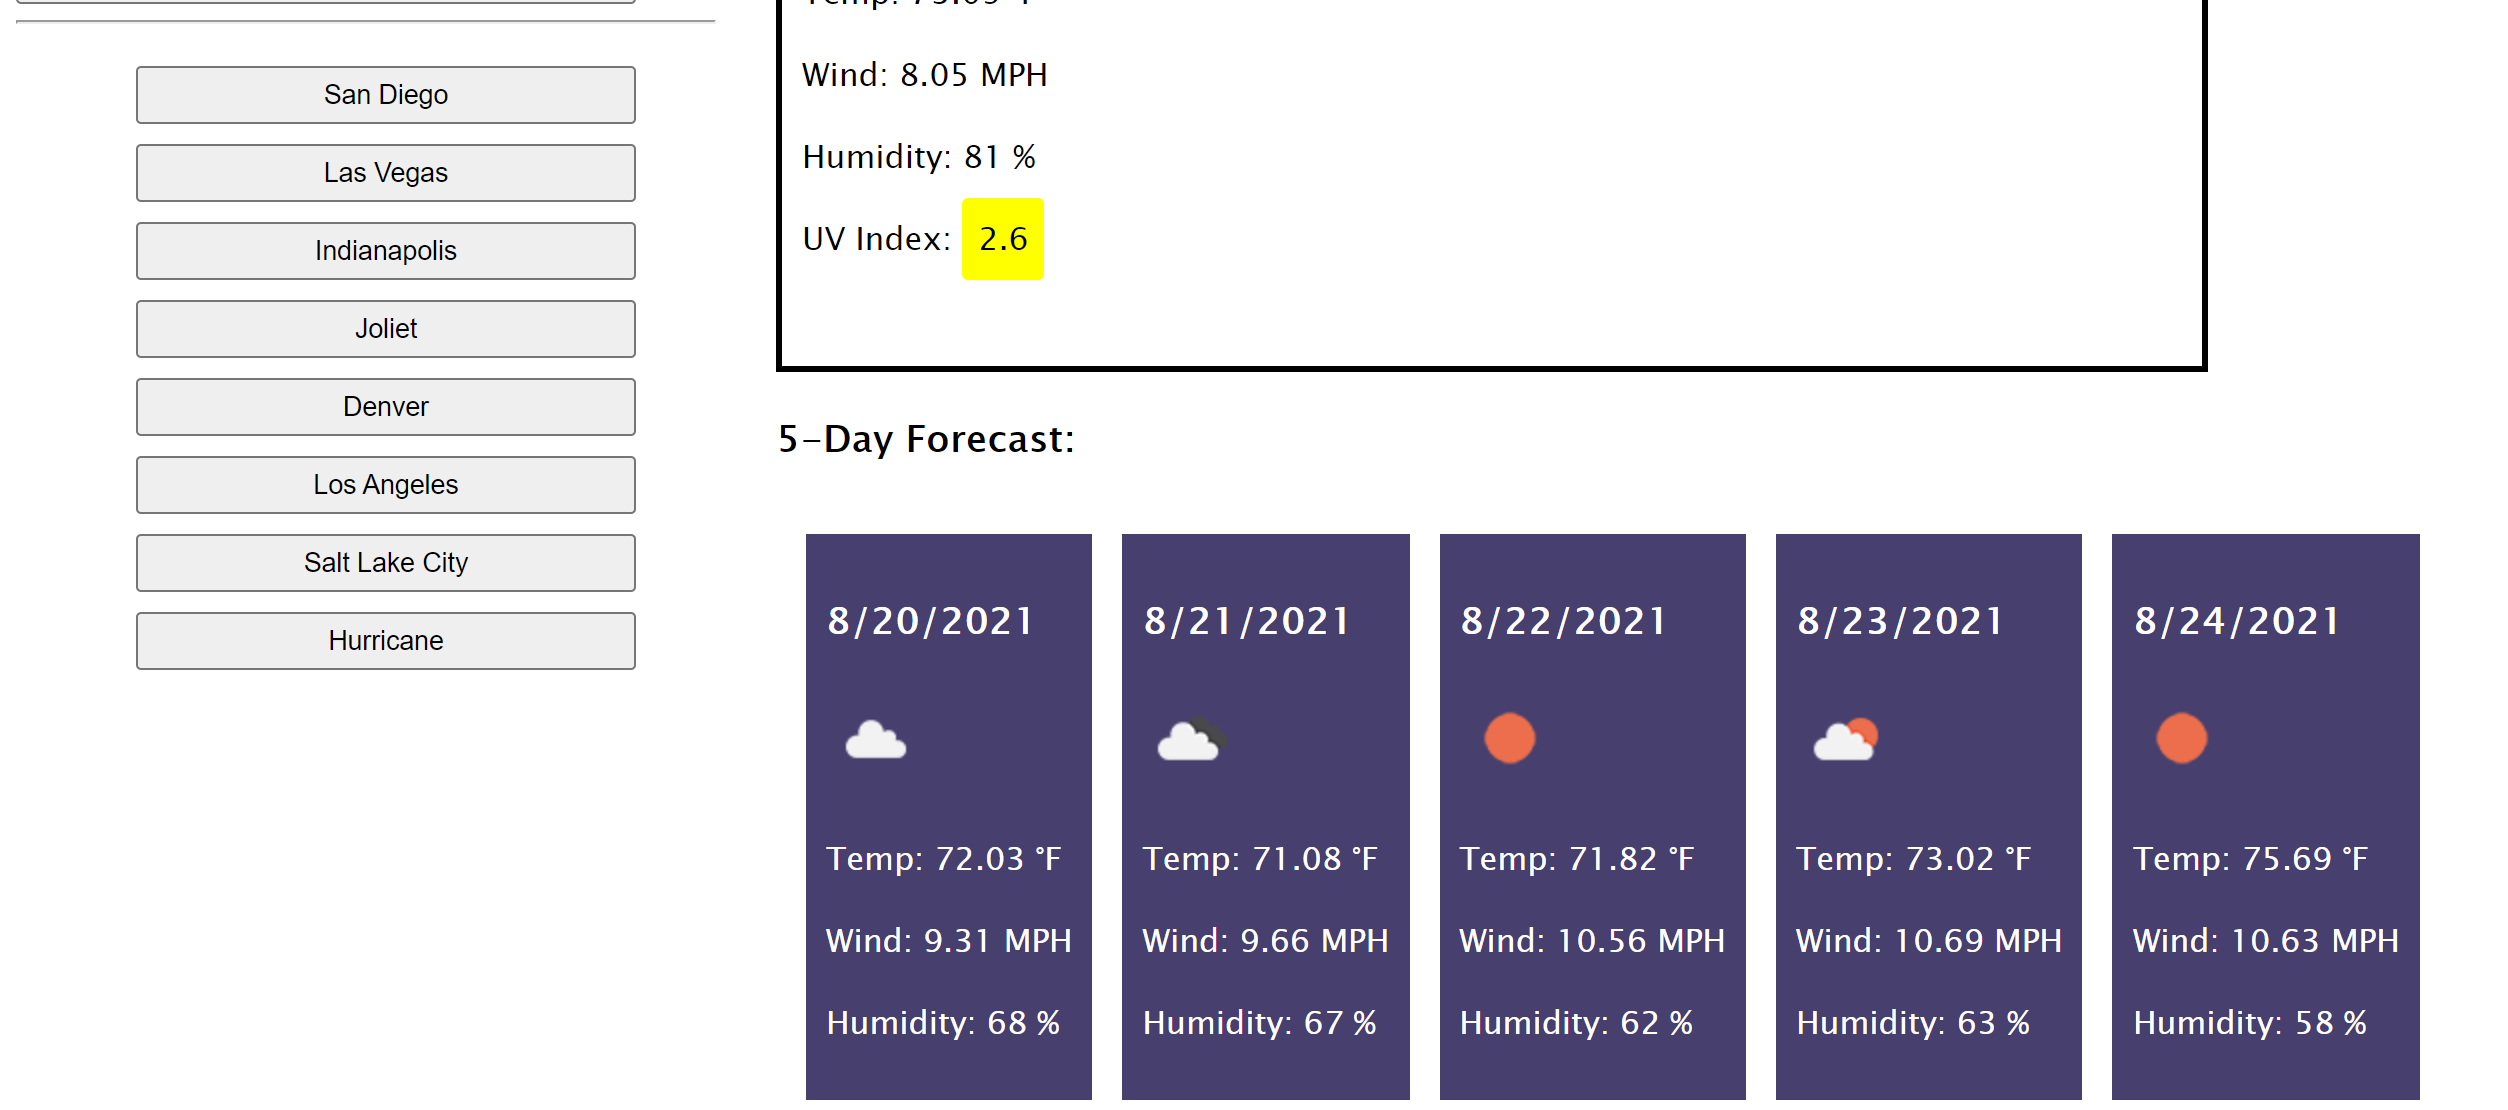 San Diego
Las Vegas
Indianapolis
Joliet
Denver
Los Angeles
Salt Lake City
Hurricane
Wind: 8.05 MPH
Humidity: 81 %
UV Index: 2.6
5-Day Forecast:
8/20/2021
Temp: 72.03 °F
Wind: 9.31 MPH
Humidity: 68 %
8/21/2021
Temp: 71.08 °F
Wind: 9.66 MPH
Humidity: 67 %
8/22/2021
Temp: 71.82 °F
Wind: 10.56 MPH
Humidity: 62 %
8/23/2021
Temp: 73.02 °F
Wind: 10.69 MPH
Humidity: 63 %
8/24/2021
Temp: 75.69 °F
Wind: 10.63 MPH
Humidity: 58 %